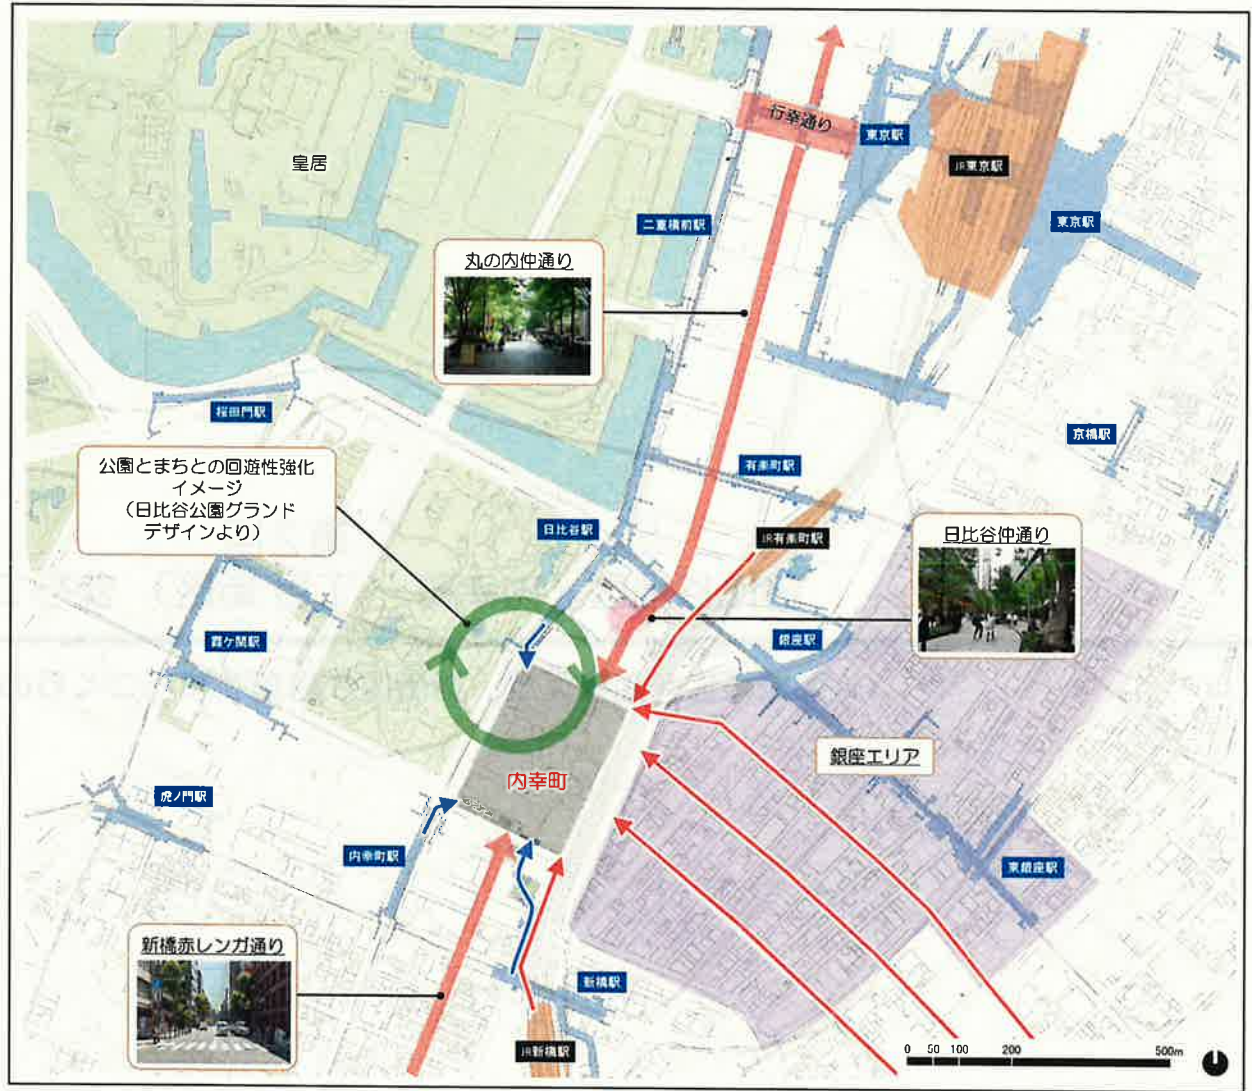 行幸通り
東京駅
JR東京駅
皇居
二重橋前駅
東京駅
丸の内仲通り
桜田門駅
京橋駅
公園とまちとの回遊性強化
イメージ
（日比谷公園グランド
デザインより）
有楽町駅
日比谷駅
JR有楽町駅
日比谷仲通り
霞ケ関駅
銀座駅
銀座エリア
内幸町
虎ノ門駅
内幸町駅
東銀座駅
新橋赤レンガ通り
新橋駅
JR新橋駅
0 50 100 200 500m